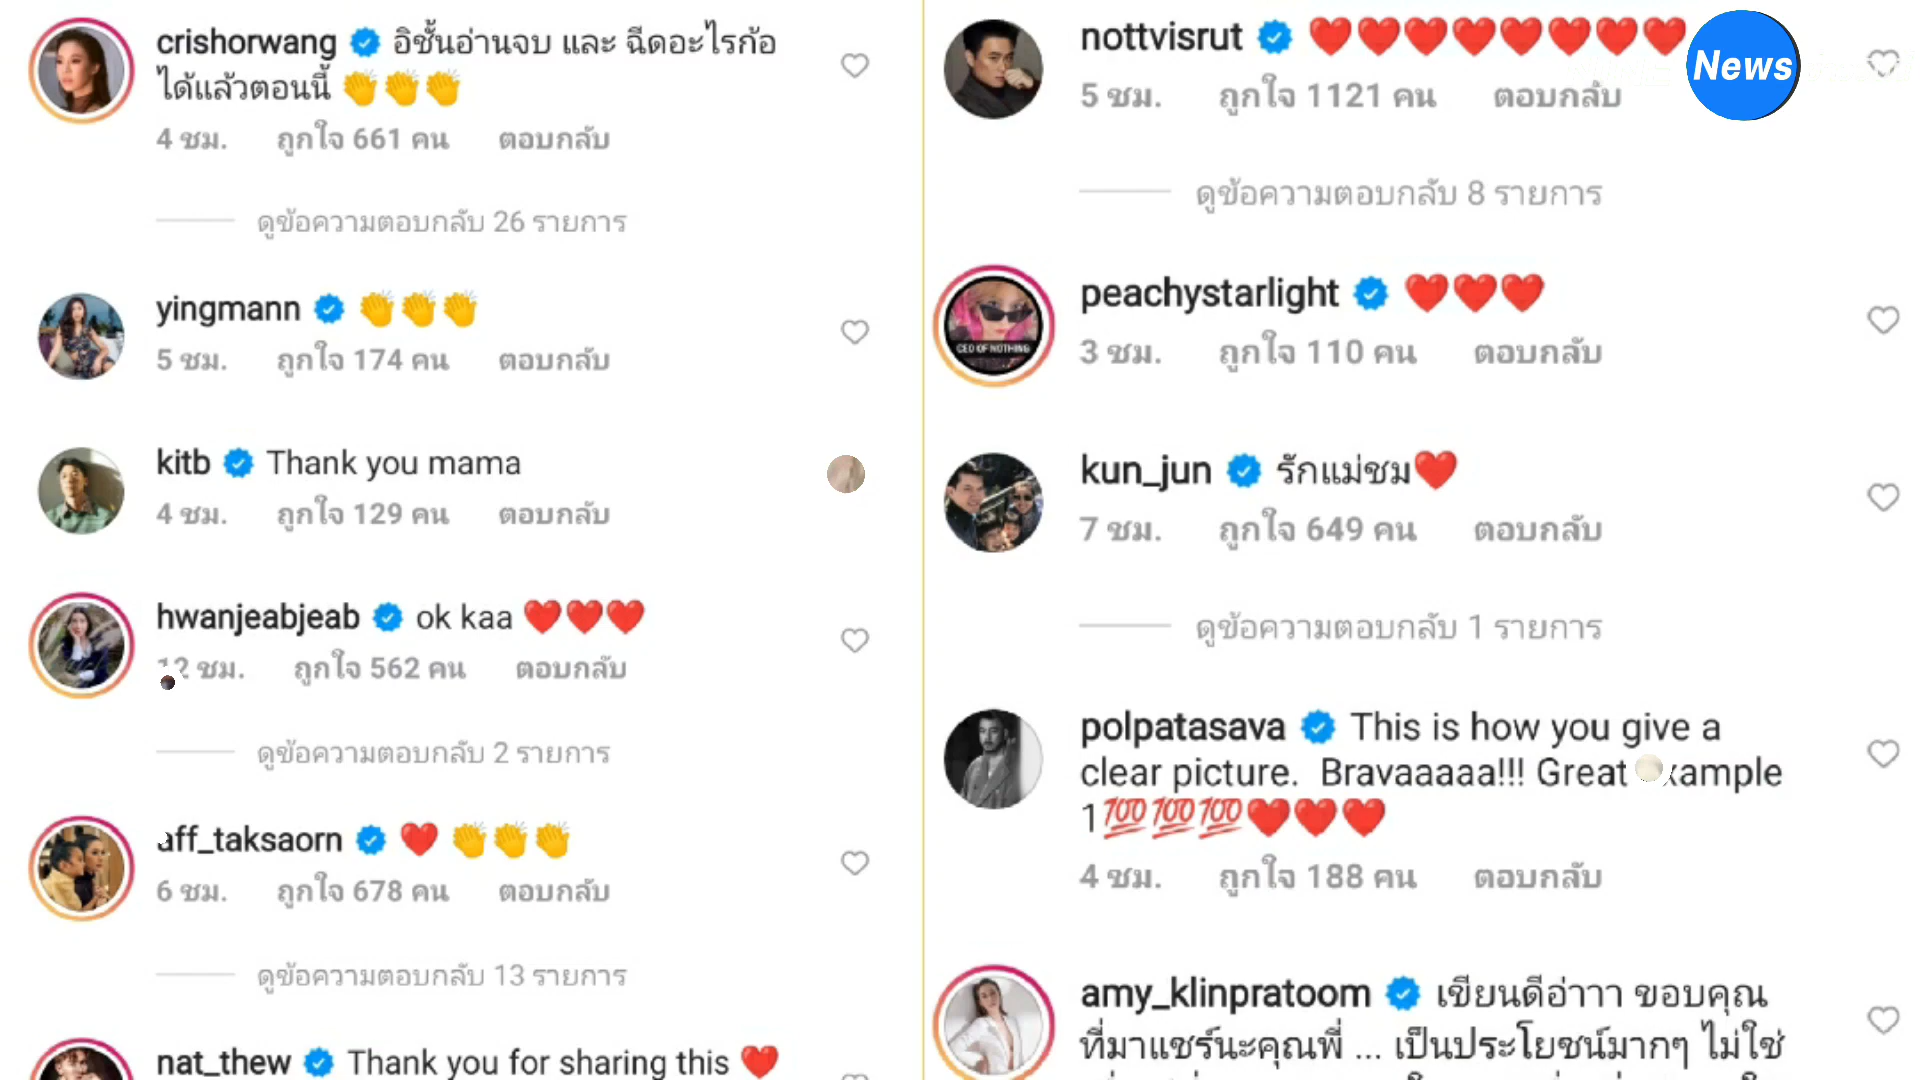 crishorwang อิชั้นอ่านจบ และ ฉีดอะไรก้อ
ได้แล้วตอนนี้ 👏👏👏
4 ชม. ถูกใจ 661 คน ตอบกลับ
ดูข้อความตอบกลับ 26 รายการ
yingmann 👏👏👏
5 ชม. ถูกใจ 174 คน ตอบกลับ
kitb Thank you mama
4 ชม. ถูกใจ 129 คน ตอบกลับ
hwanjeabjeab ok kaa ❤️❤️❤️
12 ชม. ถูกใจ 562 คน ตอบกลับ
ดูข้อความตอบกลับ 2 รายการ
aff_taksaorn ❤️ 👏👏👏
6 ชม. ถูกใจ 678 คน ตอบกลับ
ดูข้อความตอบกลับ 13 รายการ
nat_thew Thank you for sharing this ❤️
nottvisrut ❤️❤️❤️❤️❤️❤️❤️❤️
News
5 ชม. ถูกใจ 1121 คน ตอบกลับ
ดูข้อความตอบกลับ 8 รายการ
peachystarlight ❤️❤️❤️
CEO OF NOTHING
3 ชม. ถูกใจ 110 คน ตอบกลับ
kun_jun รักแม่ชม❤️
7 ชม. ถูกใจ 649 คน ตอบกลับ
ดูข้อความตอบกลับ 1 รายการ
polpatasava This is how you give a
clear picture. Bravaaaaa!!! Great example
1💯💯💯❤️❤️❤️
4 ชม. ถูกใจ 188 คน ตอบกลับ
amy_klinpratoom เขียนดีอ่าาา ขอบคุณ
ที่มาแชร์นะคุณพี่ ... เป็นประโยชน์มากๆ ไม่ใช่